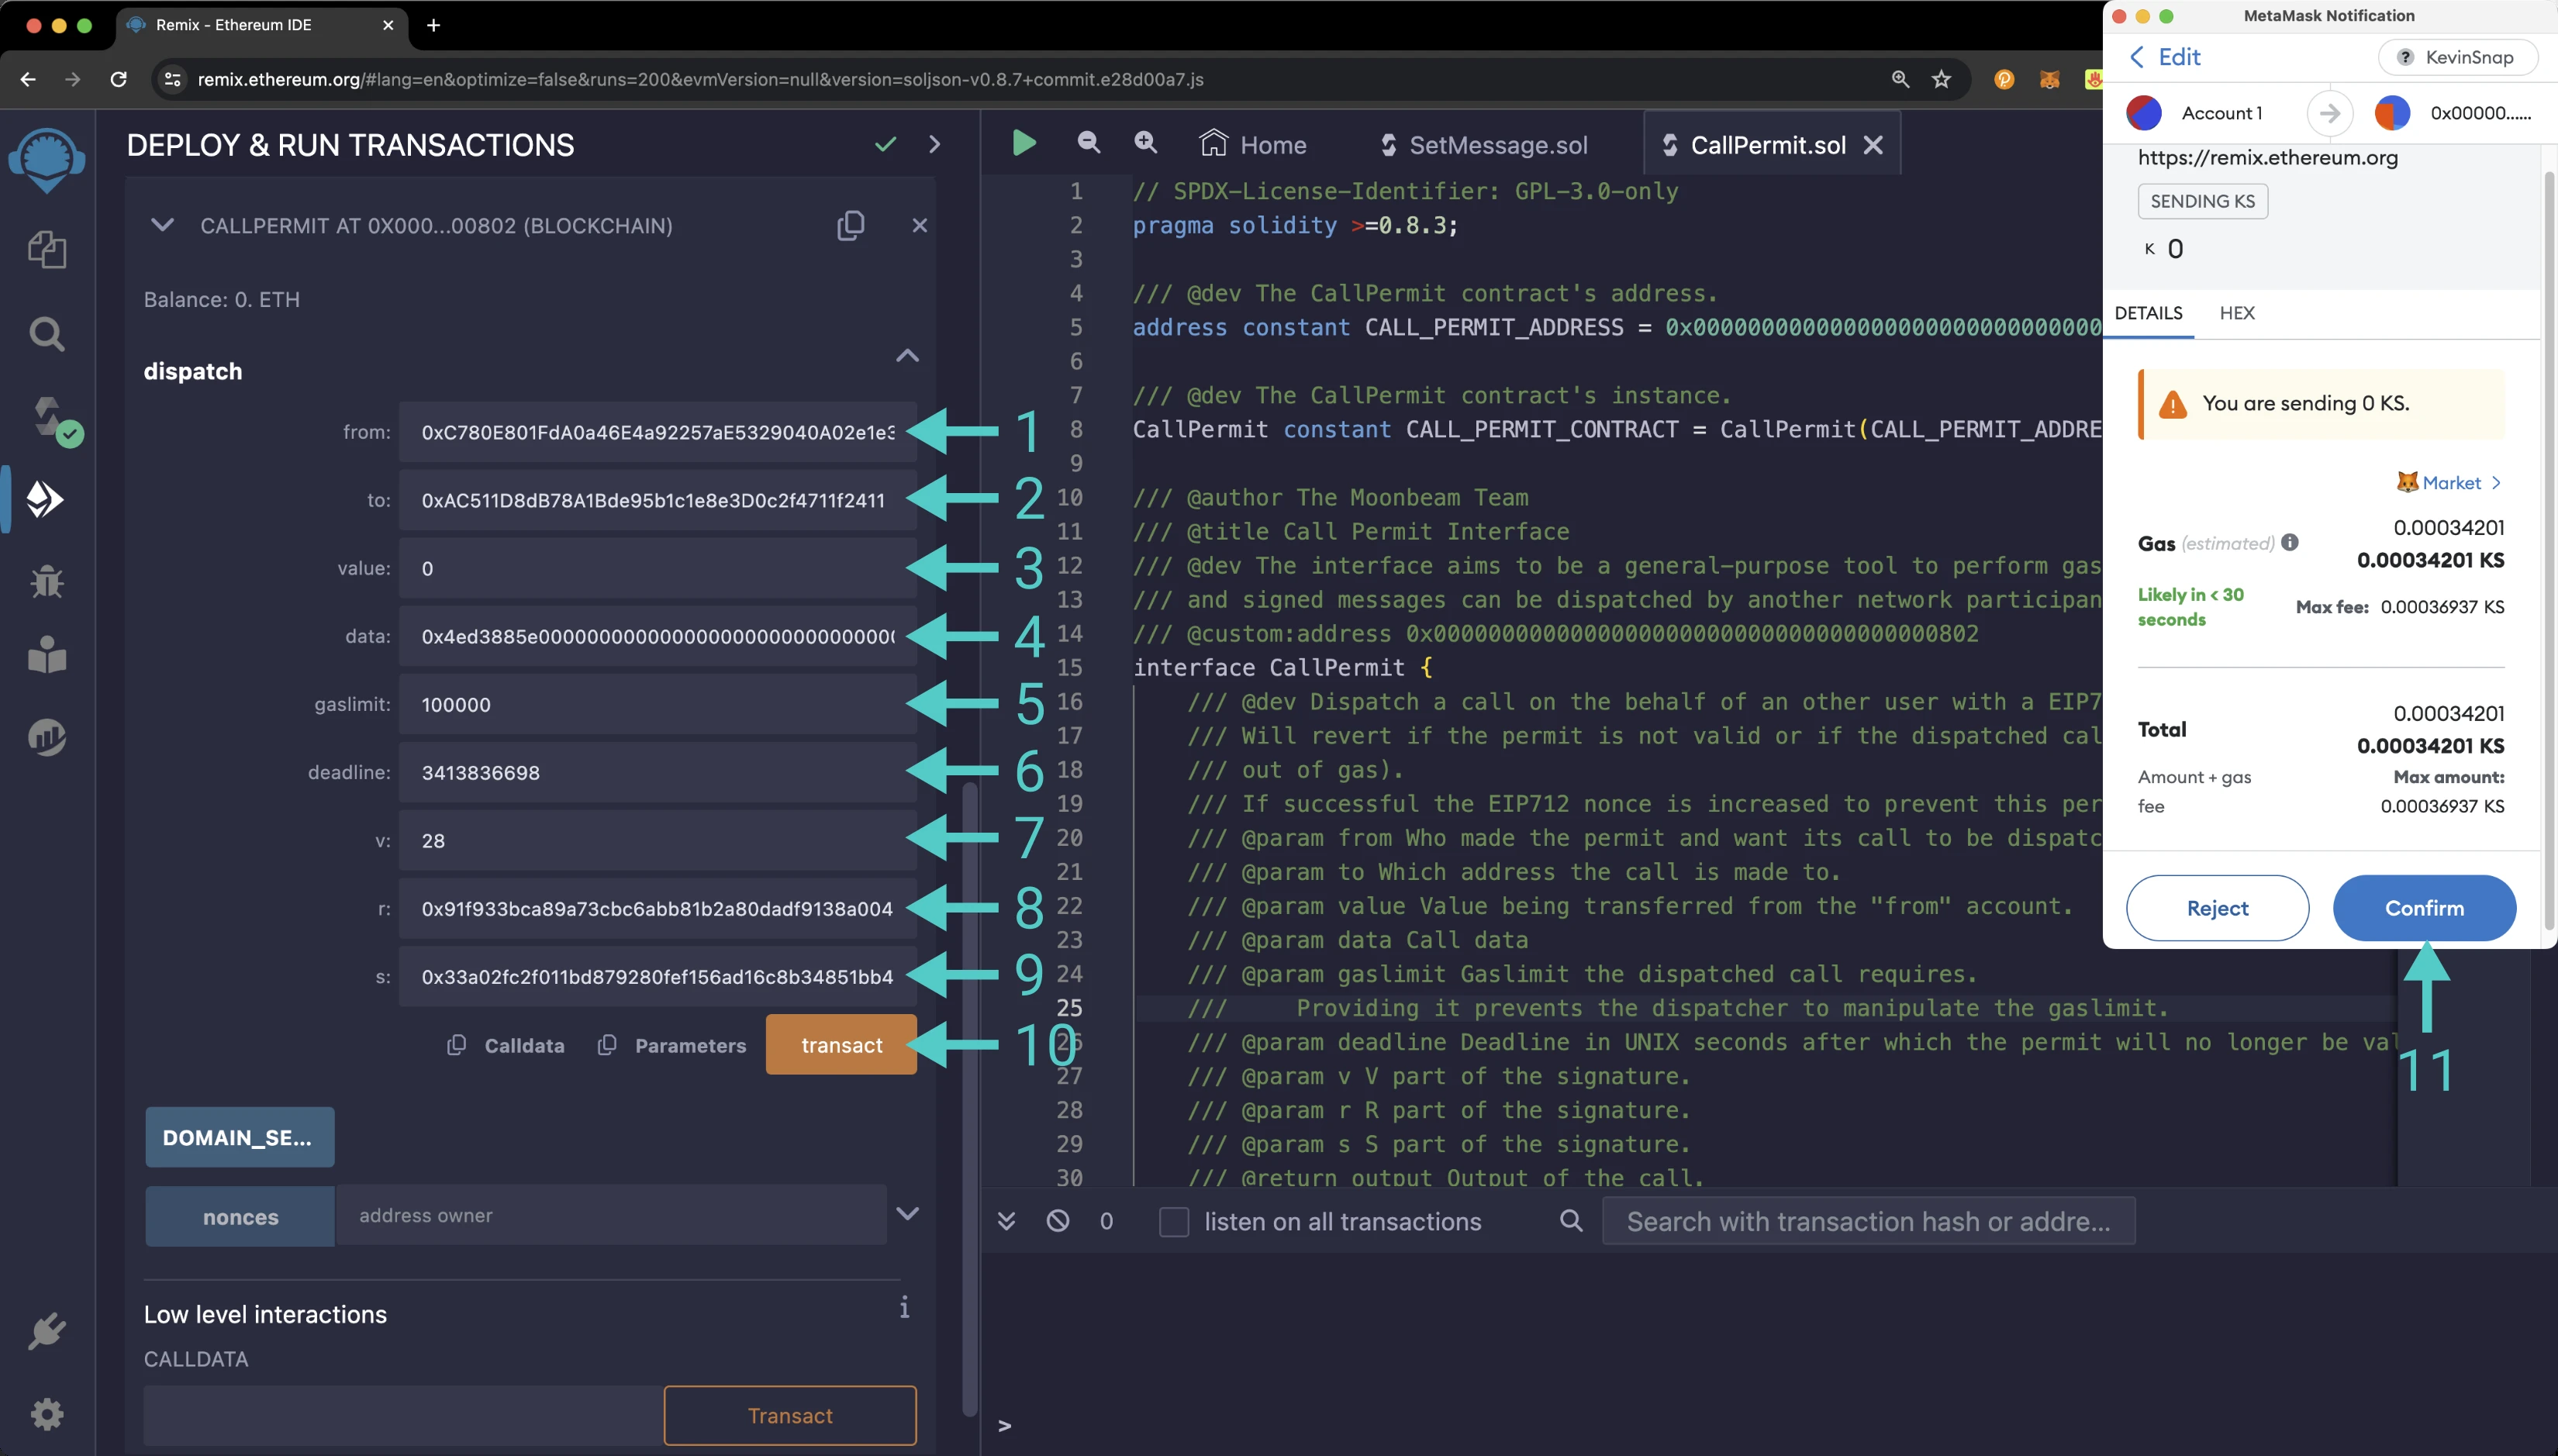 Remix - Ethereum IDE
remix.ethereum.org/#lang=en&optimize=false&runs=200&evmVersion=null&version=soljson-v0.8.7+commit.e28d00a7.js
DEPLOY & RUN TRANSACTIONS
CALLPERMIT AT 0X000...00802 (BLOCKCHAIN)
Balance: 0. ETH
dispatch
from: 0xC780E801FdA0a46E4a92257aE5329040A02e1e3 1
to: 0xAC511D8dB78A1Bde95b1c1e8e3D0c2f4711f2411 2
value: 0 3
data: 4
gaslimit: 100000 5
deadline: 3413836698 6
v: 28 7
r: 0x91f933bca89a73cbc6abb81b2a80dadf9138a004 8
s: 0x33a02fc2f011bd879280fef156ad16c8b34851bb4 9
Calldata Parameters transact 10
DOMAIN_SE...
nonces address owner
Low level interactions i
CALLDATA
Transact
Home SetMessage.sol CallPermit.sol
1 // SPDX-License-Identifier: GPL-3.0-only
2 pragma solidity >=0.8.3;
3
4 /// @dev The CallPermit contract's address.
5 address constant CALL_PERMIT_ADDRESS =
6
7 /// @dev The CallPermit contract's instance.
8 CallPermit constant CALL_PERMIT_CONTRACT = CallPermit(CALL_PERMIT_ADDRE
9
10 /// @author The Moonbeam Team
11 /// @title Call Permit Interface
12 /// @dev The interface aims to be a general-purpose tool to perform gas
13 /// and signed messages can be dispatched by another network participan
14 /// @custom:address 0x0000000000000000000000000000000000000802
15 interface CallPermit {
16 /// @dev Dispatch a call on the behalf of an other user with a EIP7
17 /// Will revert if the permit is not valid or if the dispatched cal
18 /// out of gas).
19 /// If successful the EIP712 nonce is increased to prevent this per
20 /// @param from Who made the permit and want its call to be dispatc
21 /// @param to Which address the call is made to.
22 /// @param value Value being transferred from the "from" account.
23 /// @param data Call data
24 /// @param gaslimit Gaslimit the dispatched call requires.
25 /// Providing it prevents the dispatcher to manipulate the gaslimit.
26 /// @param deadline Deadline in UNIX seconds after which the permit will no longer be val
27 /// @param v V part of the signature.
28 /// @param r R part of the signature.
29 /// @param s S part of the signature.
30 /// @return output Output of the call.
0 listen on all transactions Search with transaction hash or addre...
>
MetaMask Notification
Edit ? KevinSnap
Account 1 0x00000......
https://remix.ethereum.org
SENDING KS
K 0
DETAILS HEX
You are sending 0 KS.
Market >
0.00034201
Gas (estimated) 0.00034201 KS
Likely in < 30
seconds
Max fee: 0.00036937 KS
0.00034201
Total 0.00034201 KS
Amount + gas
fee
Max amount:
0.00036937 KS
Reject Confirm
11